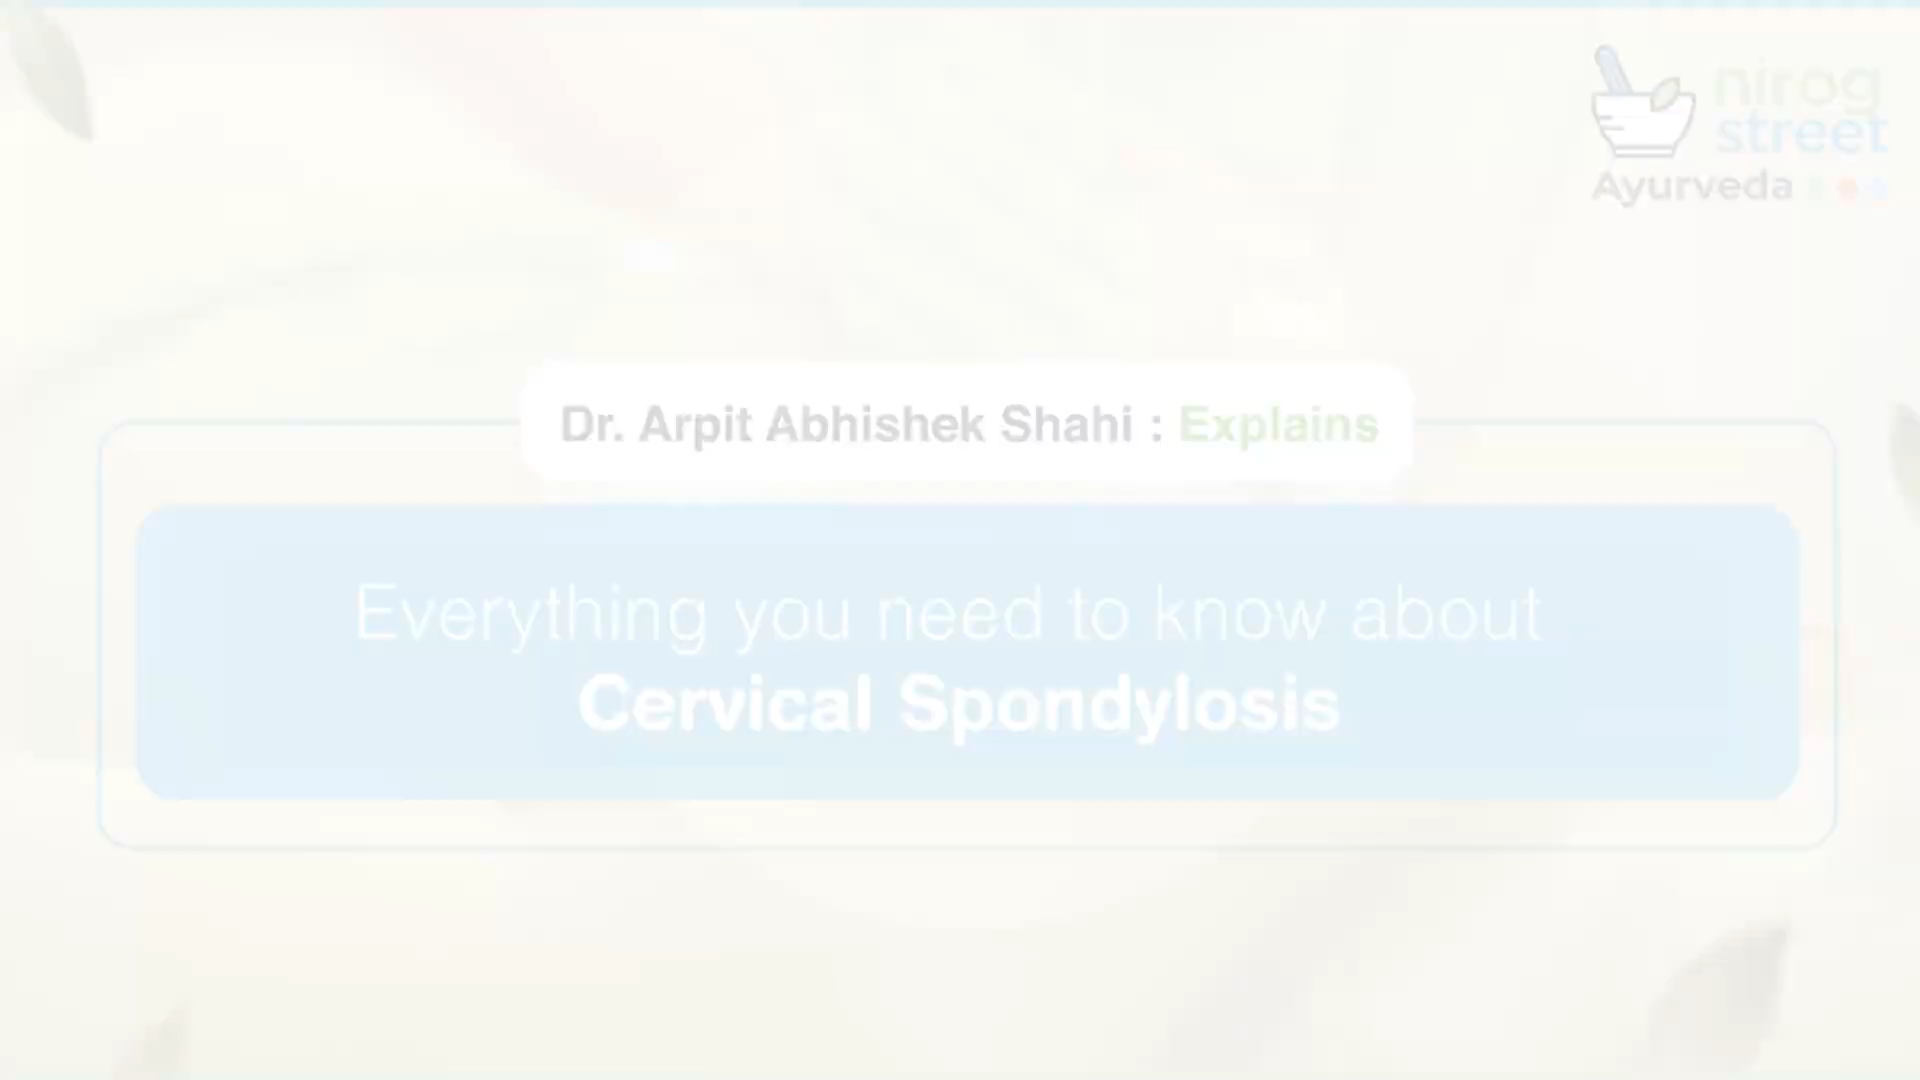 nirog
street
Ayurveda
Dr. Arpit Abhishek Shahi : Explains
Everything you need to know about
Cervical Spondylosis